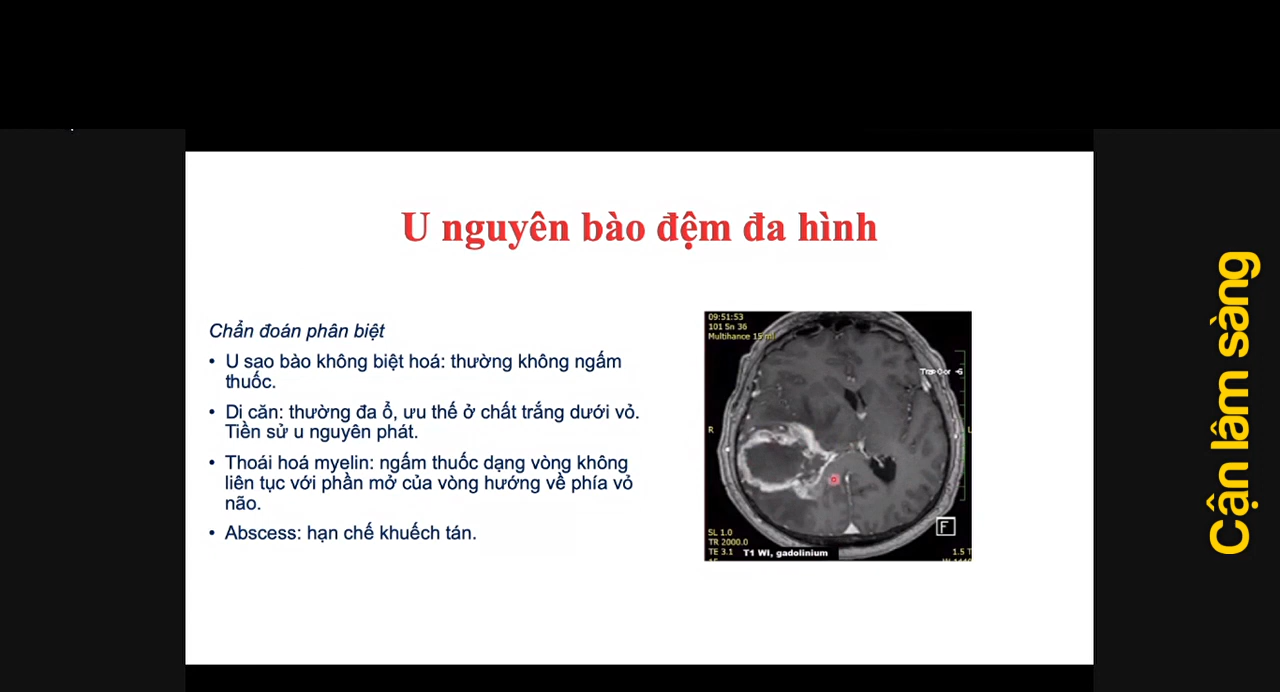 U nguyên bào đệm đa hình
Chẩn đoán phân biệt
• U sao bào không biệt hoá: thường không ngấm
thuốc.
• Di căn: thường đa ổ, ưu thế ở chất trắng dưới vỏ.
Tiền sử u nguyên phát.
• Thoái hoá myelin: ngấm thuốc dạng vòng không
liên tục với phần mở của vòng hướng về phía vỏ
não.
• Abscess: hạn chế khuếch tán.
09:51:53
101 Sn 36
Multihance 15 ml
R
F
SL 1.0
TR 2000.0
TE 3.1
T1 WI, gadolinium
1.5 T
Cận lâm sàng